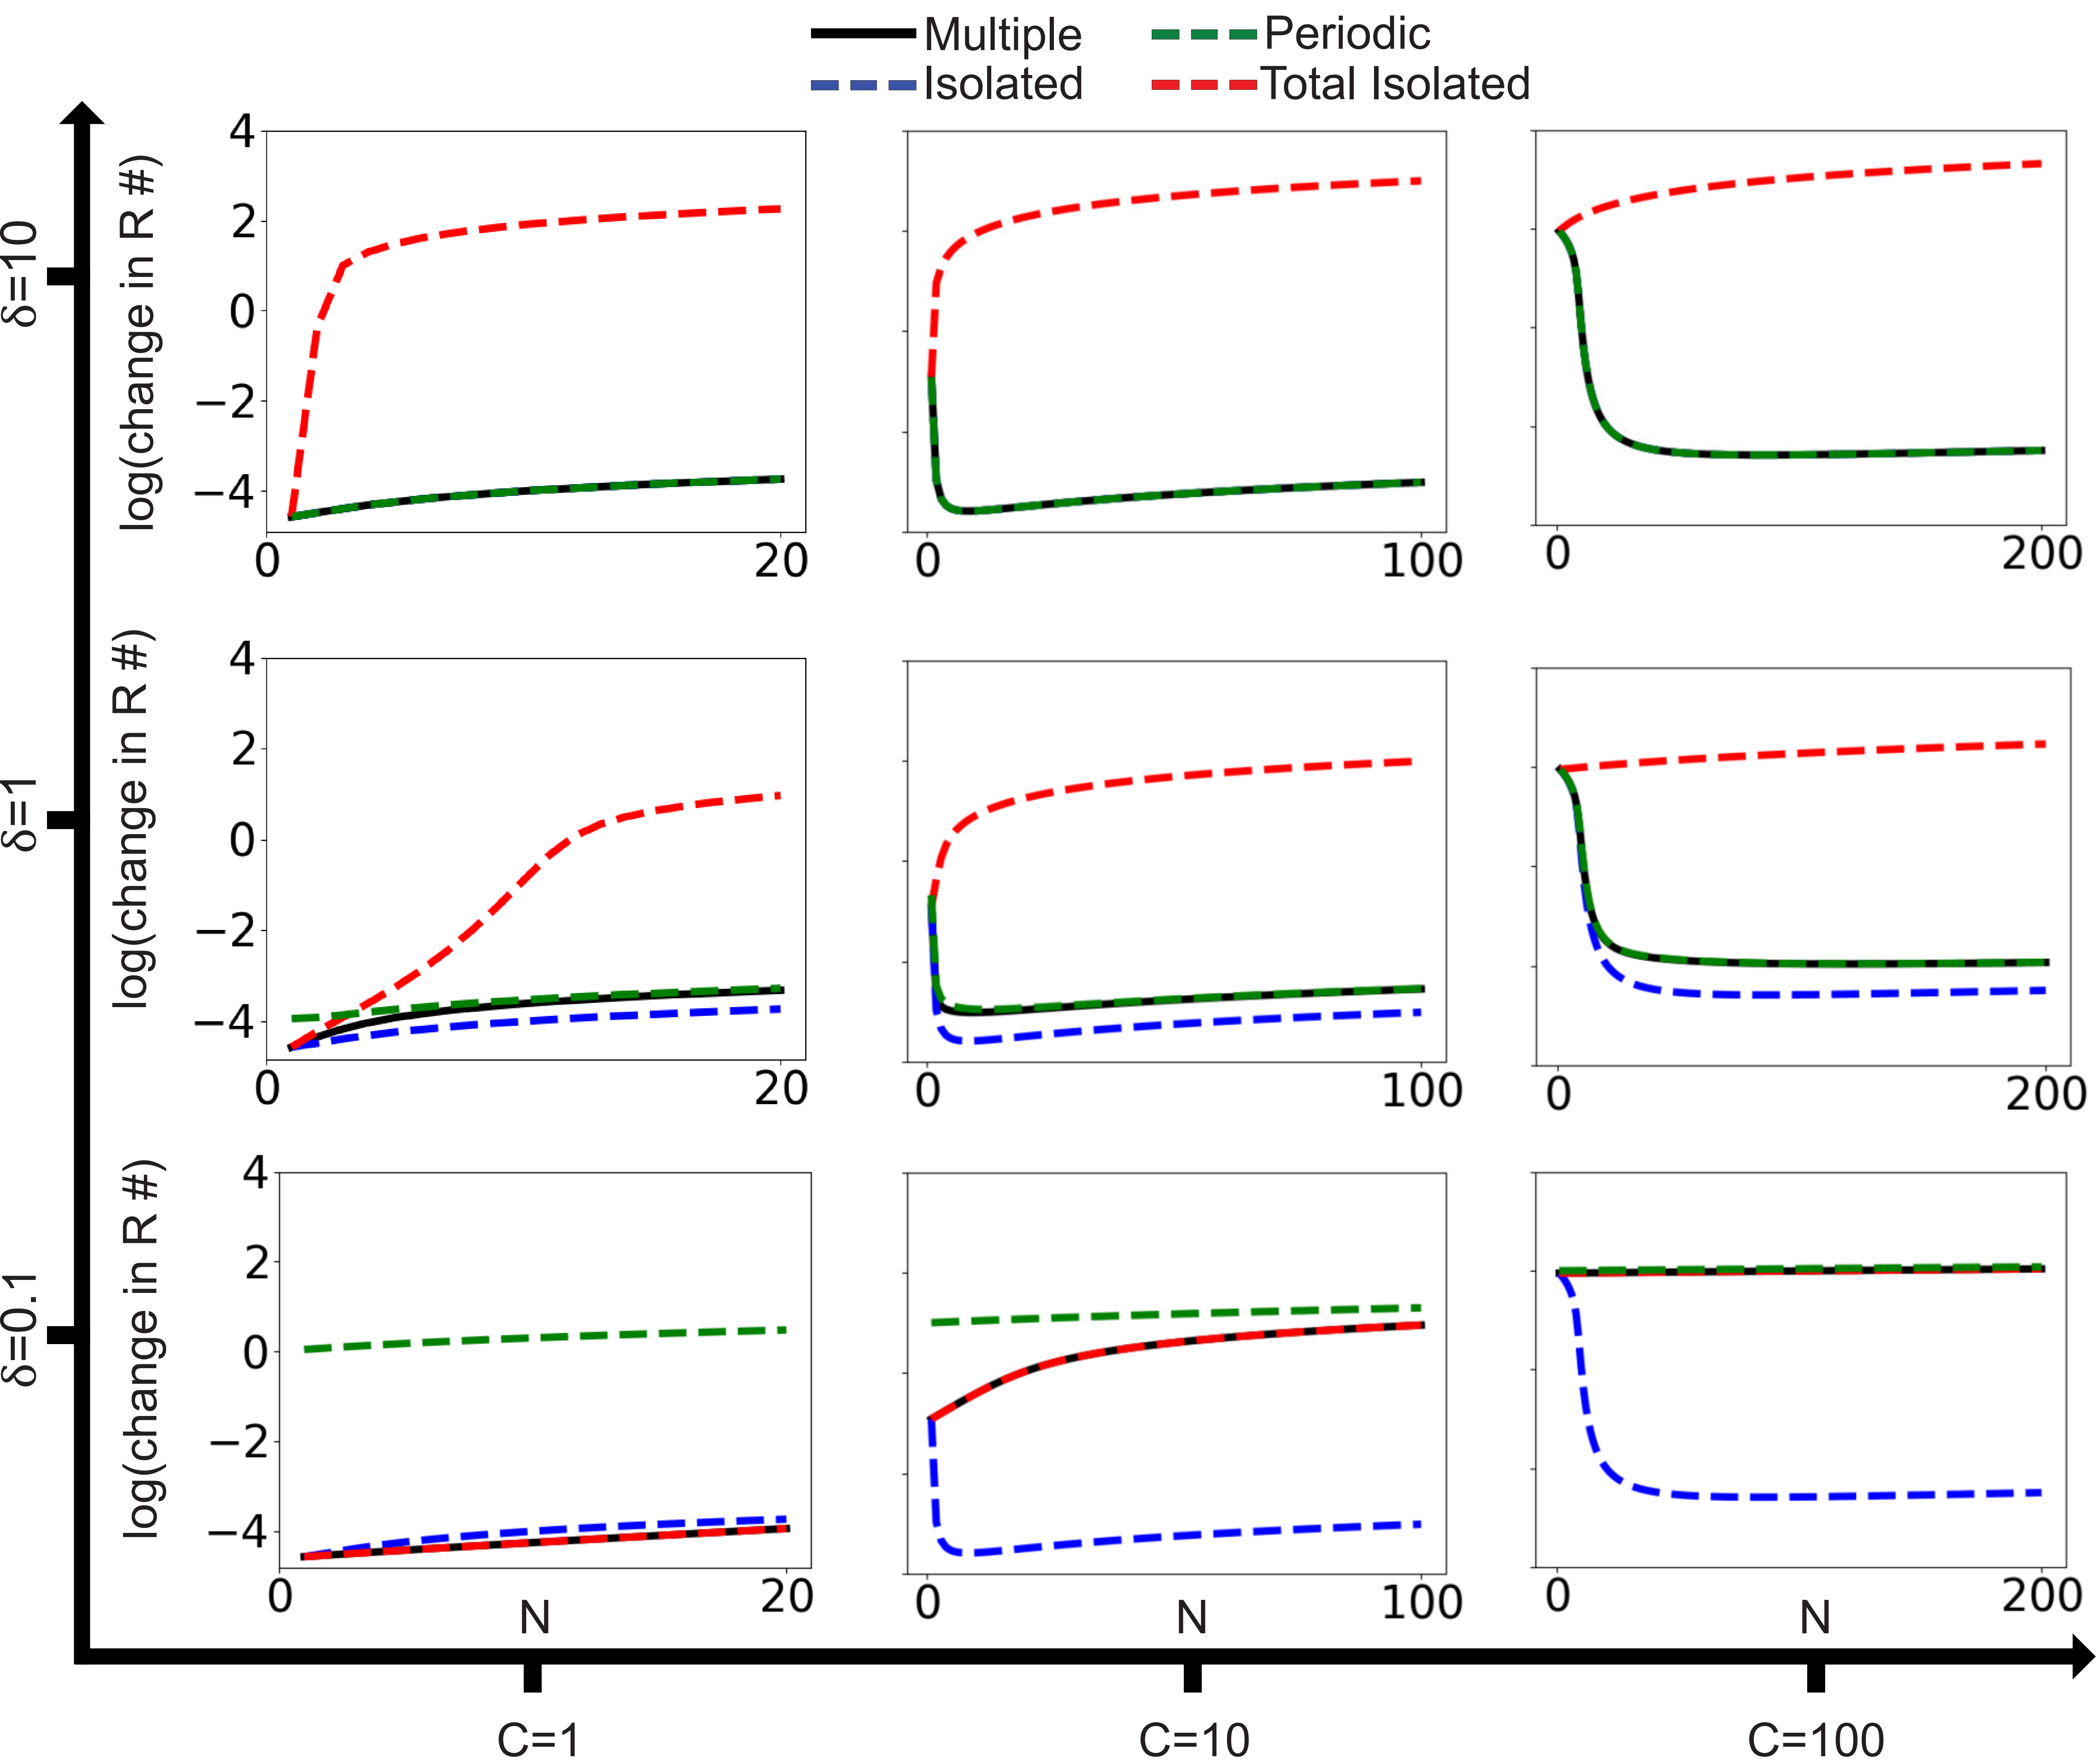 Multiple
Periodic
Isolated
Total Isolated
δ=10
log(change in R #)
4
2
0
−2
−4
0 20
0 100
0 200
δ=1
log(change in R #)
4
2
0
−2
−4
0 20
0 100
0 200
δ=0.1
log(change in R #)
4
2
0
−2
−4
0 20
0 100
0 200
N
N
N
C=1
C=10
C=100